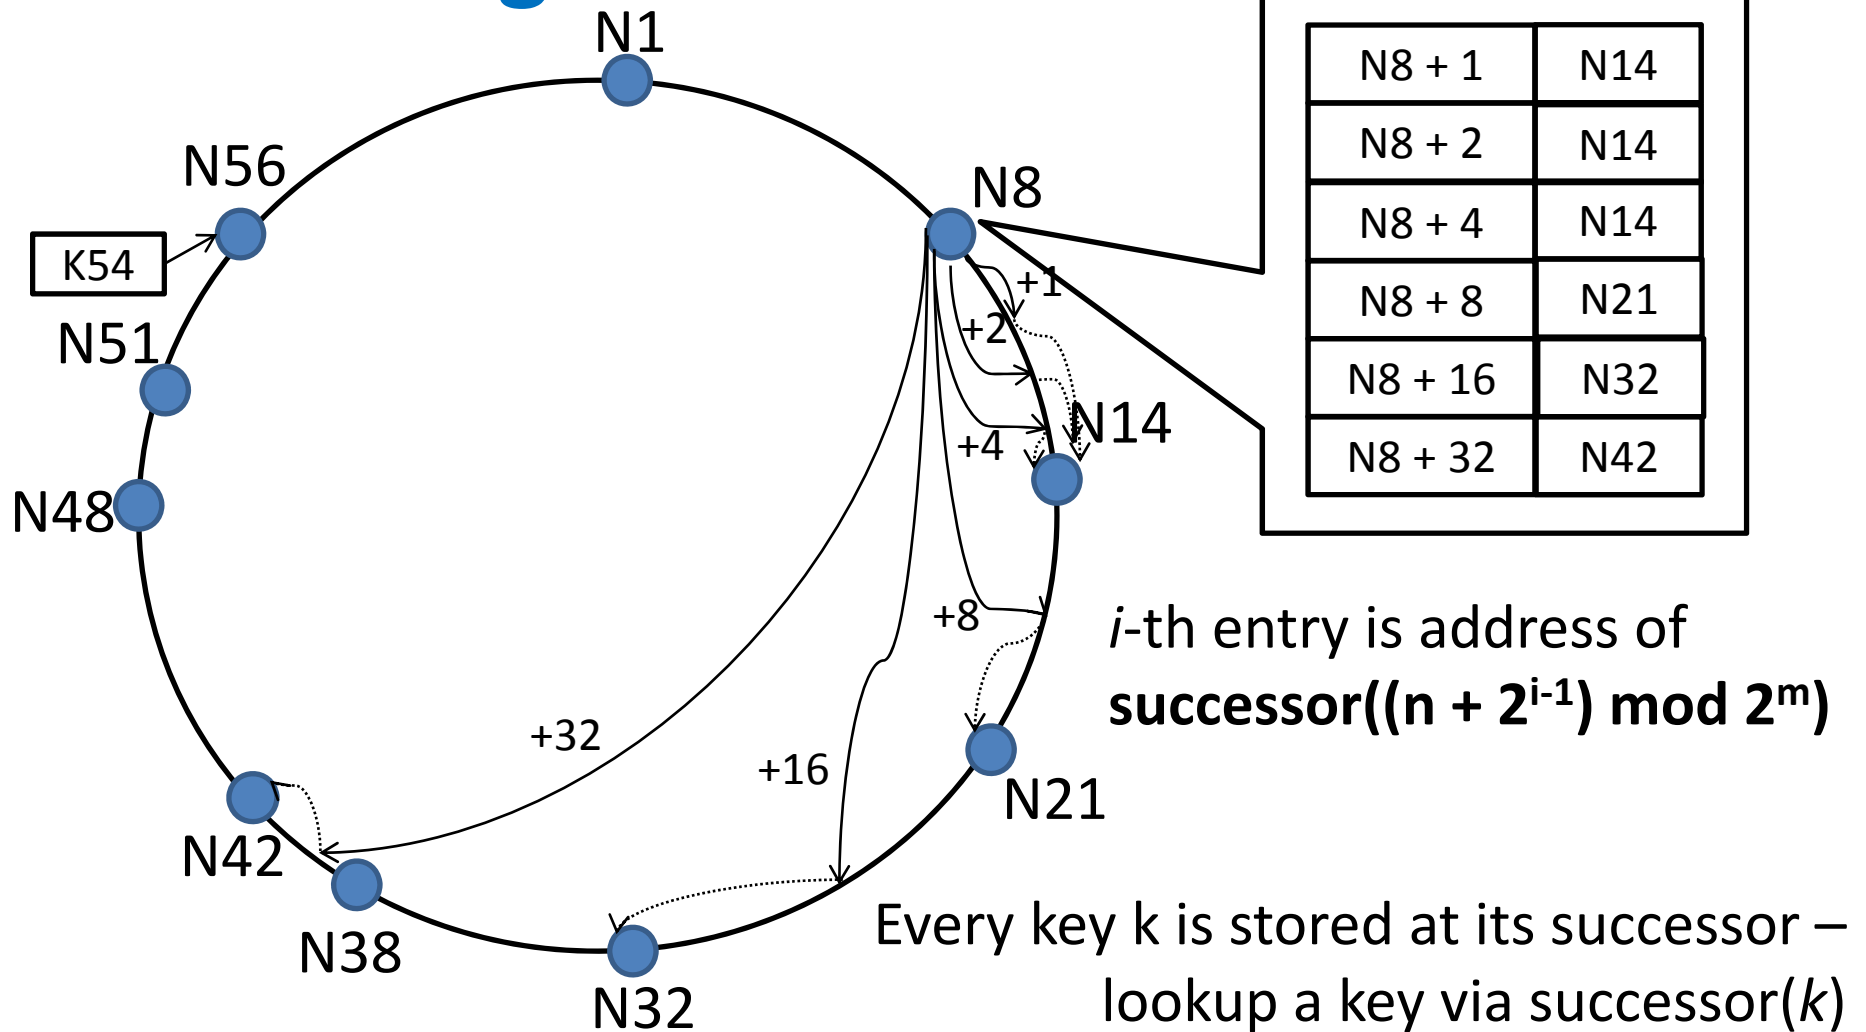 N1
N8 + 1 N14
N8 + 2 N14
N8 + 4 N14
N8 + 8 N21
N8 + 16 N32
N8 + 32 N42
N56
N8
K54
+1
+2
N51
N14
+4
N48
+8
i-th entry is address of
successor((n + 2^{i-1}) mod 2^m)
+32
+16
N21
N42
N38
N32
Every key k is stored at its successor –
lookup a key via successor(k)